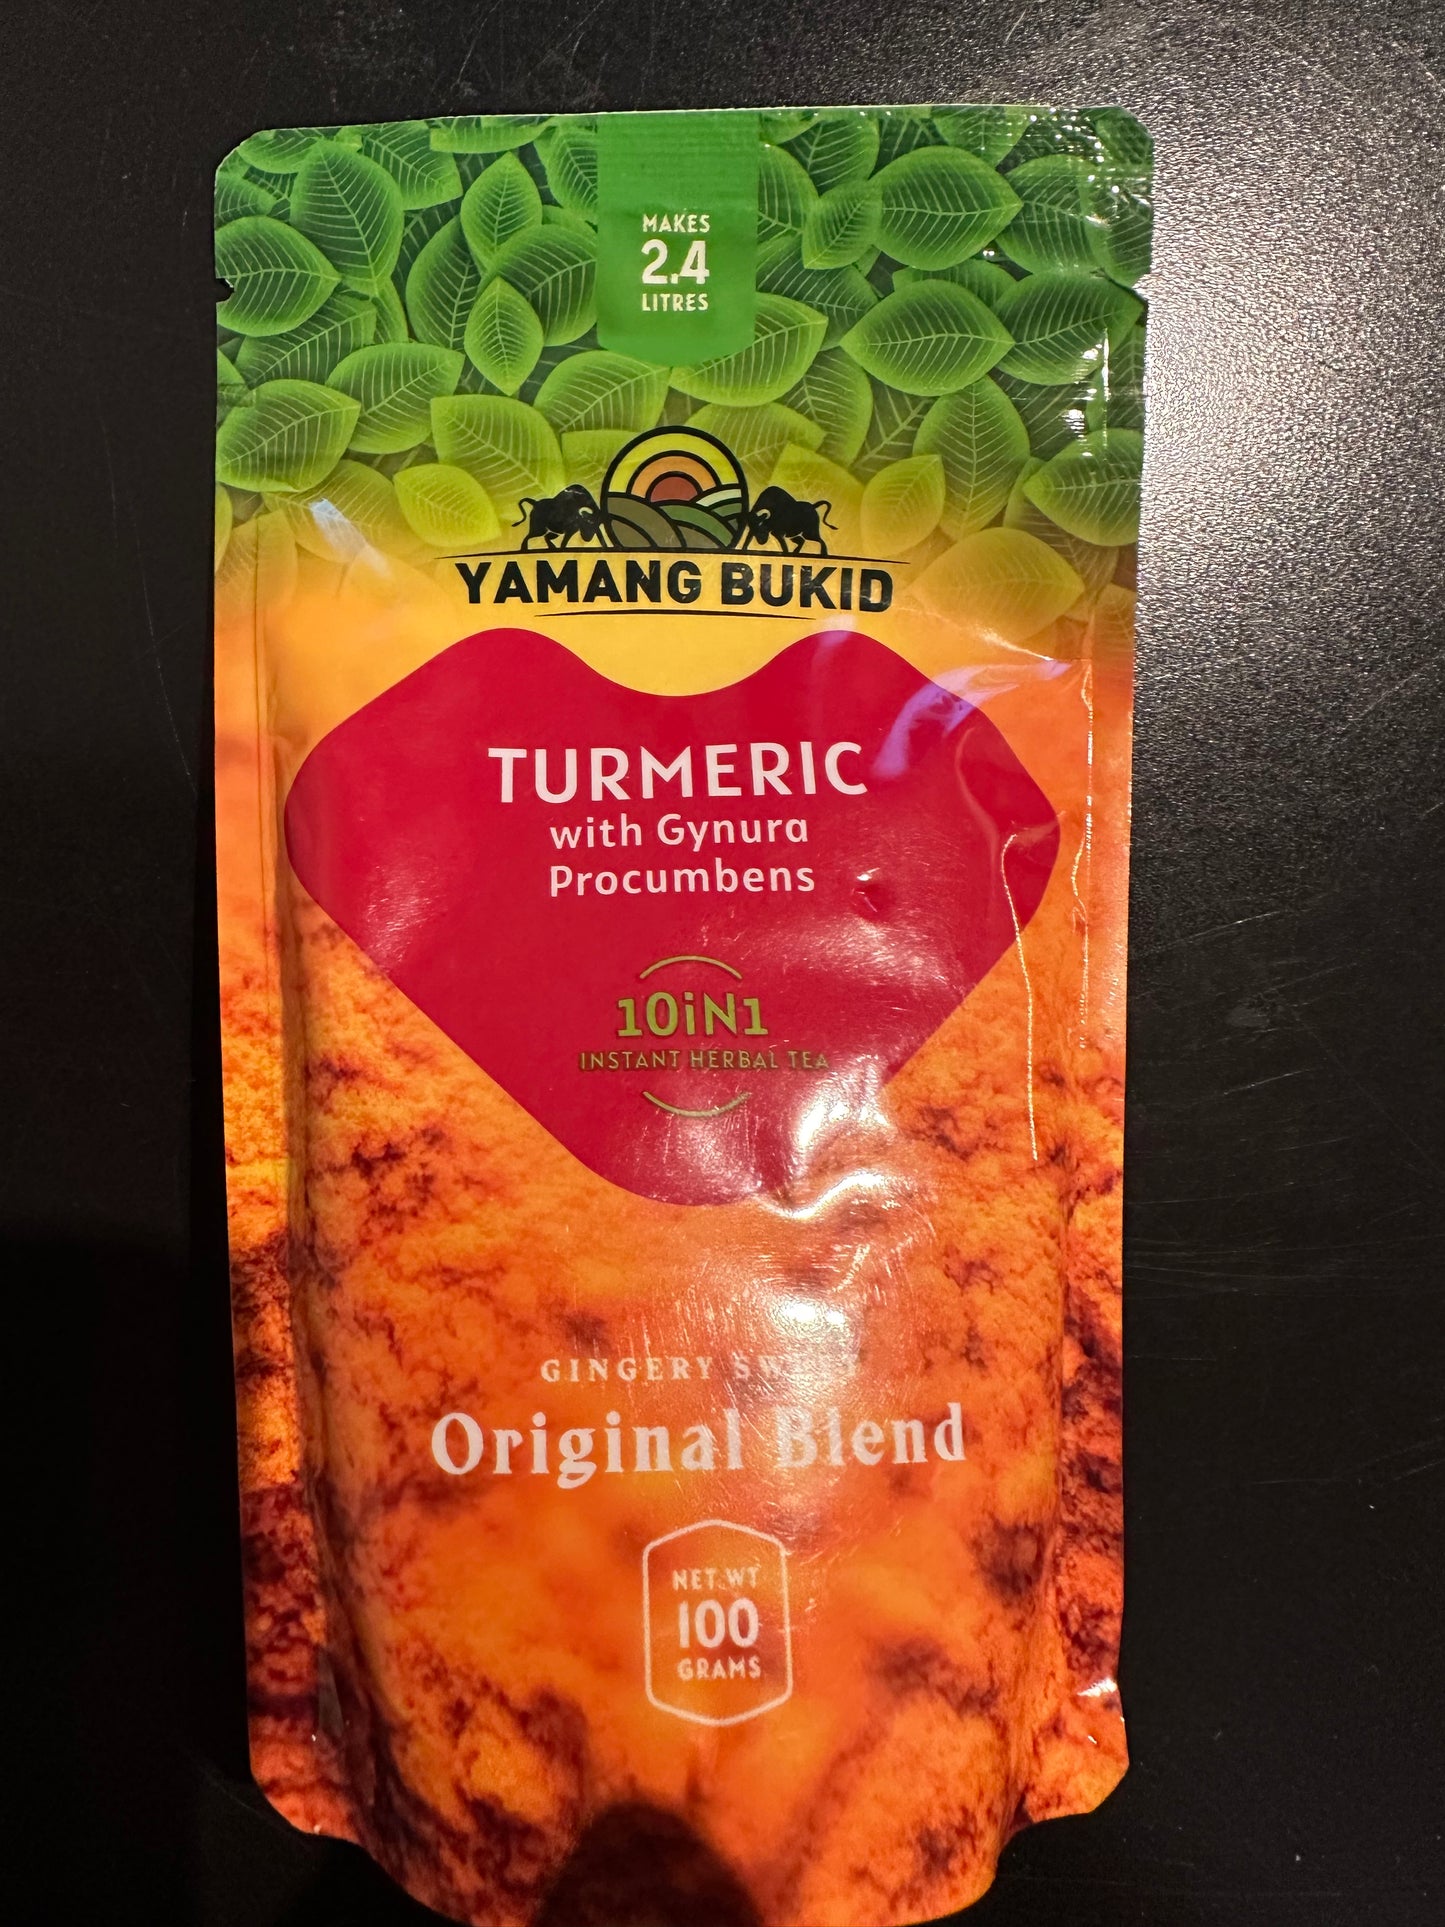 MAKES
2.4
LITRES
YAMANG BUKID
TURMERIC
with Gynura
Procumbens
10iN1
INSTANT HERBAL TEA
GINGERY SWEET
Original Blend
NET.WT
100
GRAMS